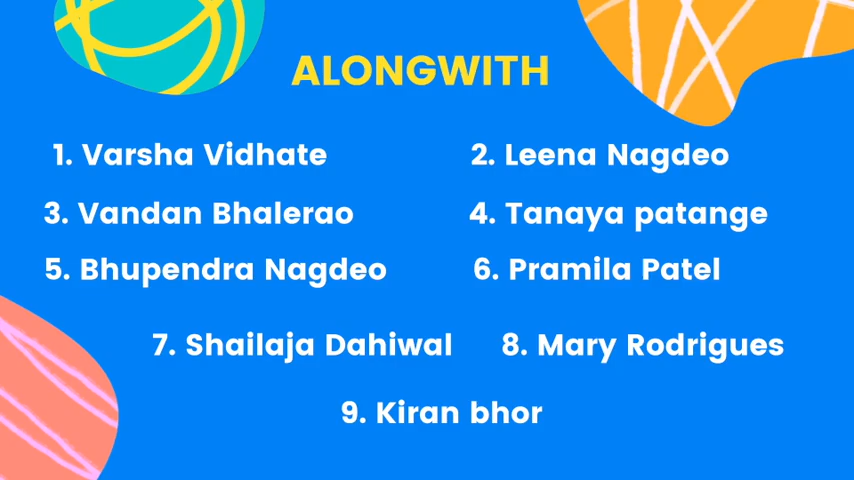 ALONGWITH
1. Varsha Vidhate 2. Leena Nagdeo
3. Vandan Bhalerao 4. Tanaya patange
5. Bhupendra Nagdeo 6. Pramila Patel
7. Shailaja Dahiwal 8. Mary Rodrigues
9. Kiran bhor